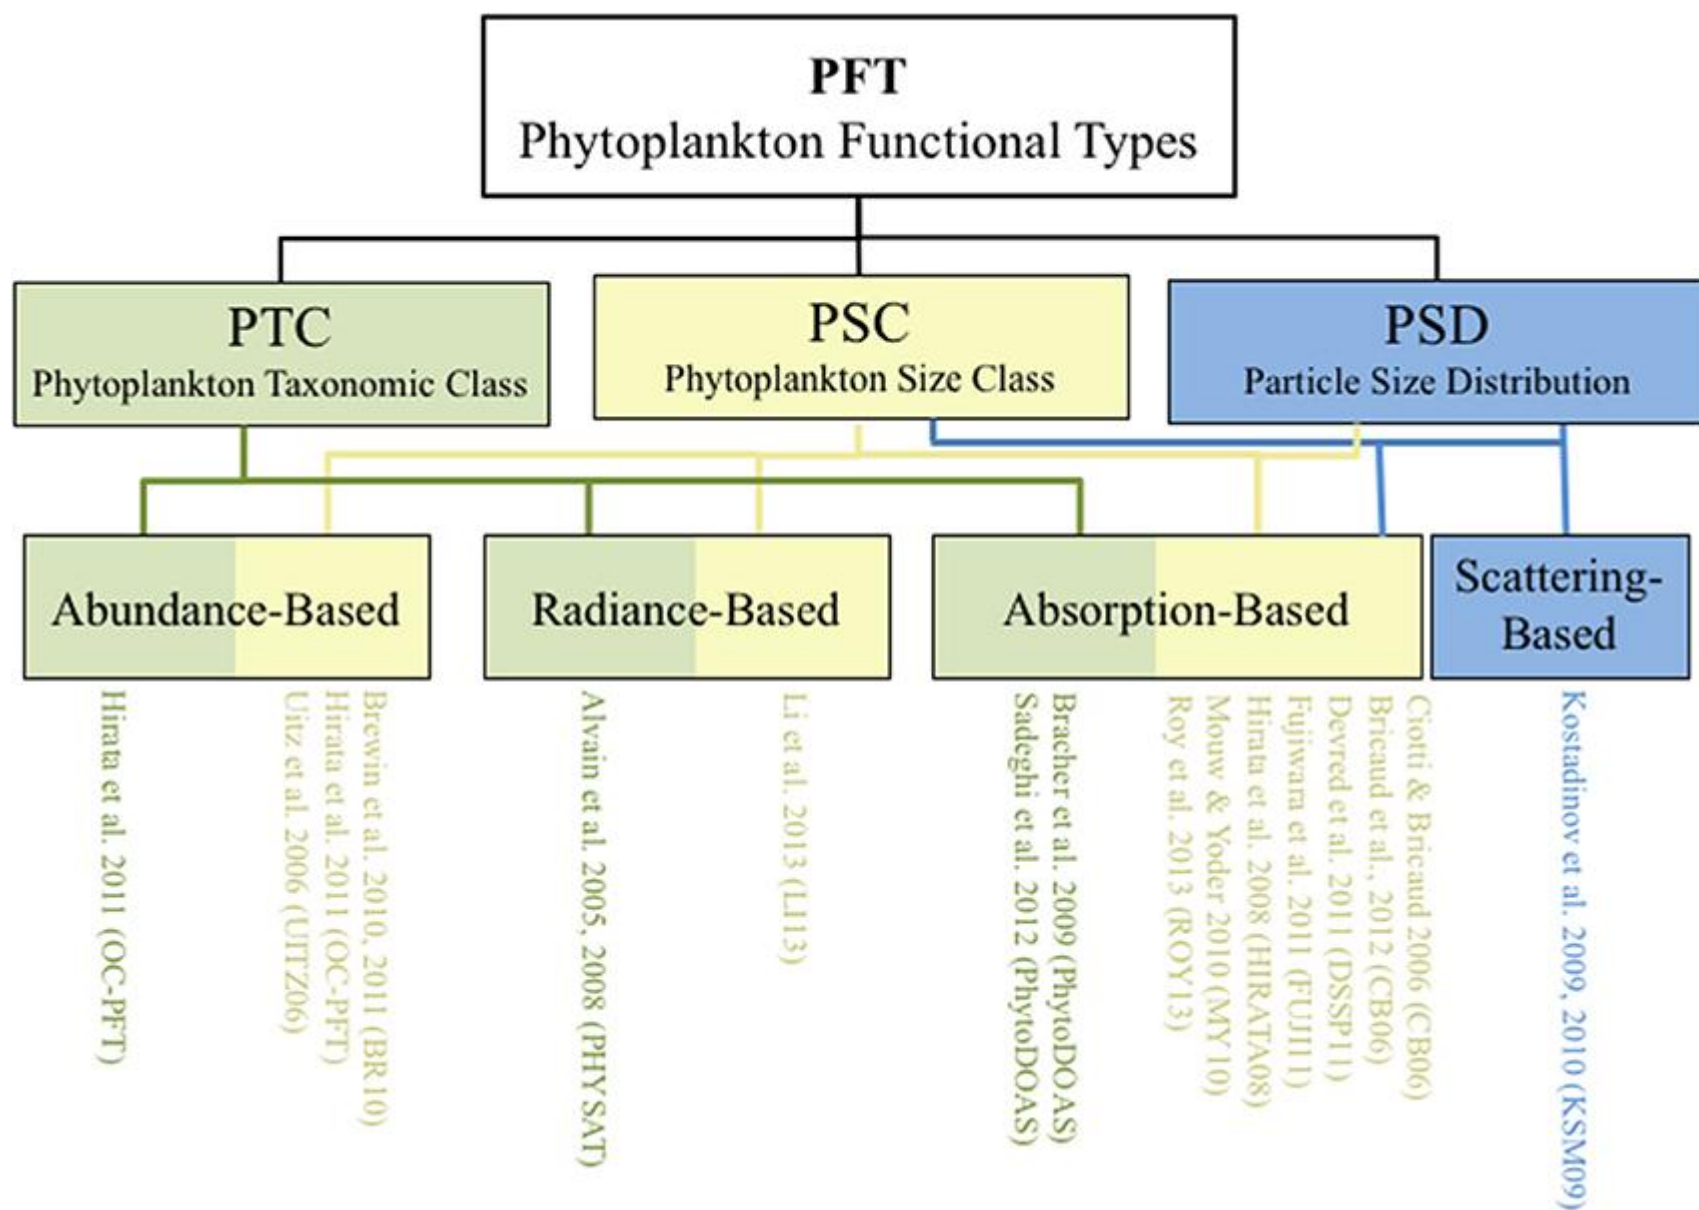 PFT
Phytoplankton Functional Types
PTC
Phytoplankton Taxonomic Class
PSC
Phytoplankton Size Class
PSD
Particle Size Distribution
Abundance-Based
Radiance-Based
Absorption-Based
Scattering-
Based
Hirata et al. 2011 (OC-PFT)
Brewin et al. 2010, 2011 (BR10)
Hirata et al. 2011 (OC-PFT)
Uitz et al. 2006 (UITZ06)
Alvain et al. 2005, 2008 (PHYSAT)
Li et al. 2013 (LI13)
Bracher et al. 2009 (PhytoDOAS)
Sadeghi et al. 2012 (PhytoDOAS)
Ciotti & Bricaud 2006 (CB06)
Bricaud et al., 2012 (CB06)
Devred et al. 2011 (DSSP11)
Fujiwara et al. 2011 (FUJI11)
Hirata et al. 2008 (HIRATA08)
Mouw & Yoder 2010 (MY10)
Roy et al. 2013 (ROY13)
Kostadinov et al. 2009, 2010 (KSM09)